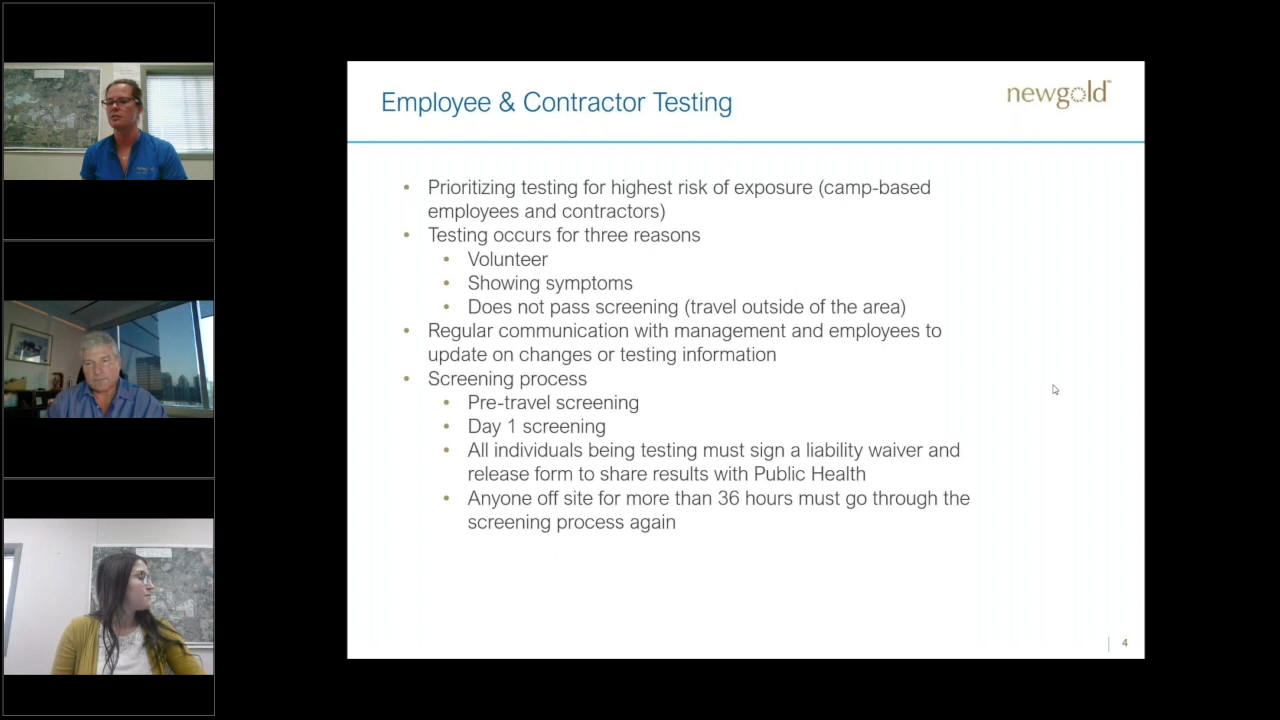 Employee & Contractor Testing
newgold™
• Prioritizing testing for highest risk of exposure (camp-based
employees and contractors)
• Testing occurs for three reasons
• Volunteer
• Showing symptoms
• Does not pass screening (travel outside of the area)
• Regular communication with management and employees to
update on changes or testing information
• Screening process
• Pre-travel screening
• Day 1 screening
• All individuals being testing must sign a liability waiver and
release form to share results with Public Health
• Anyone off site for more than 36 hours must go through the
screening process again
4